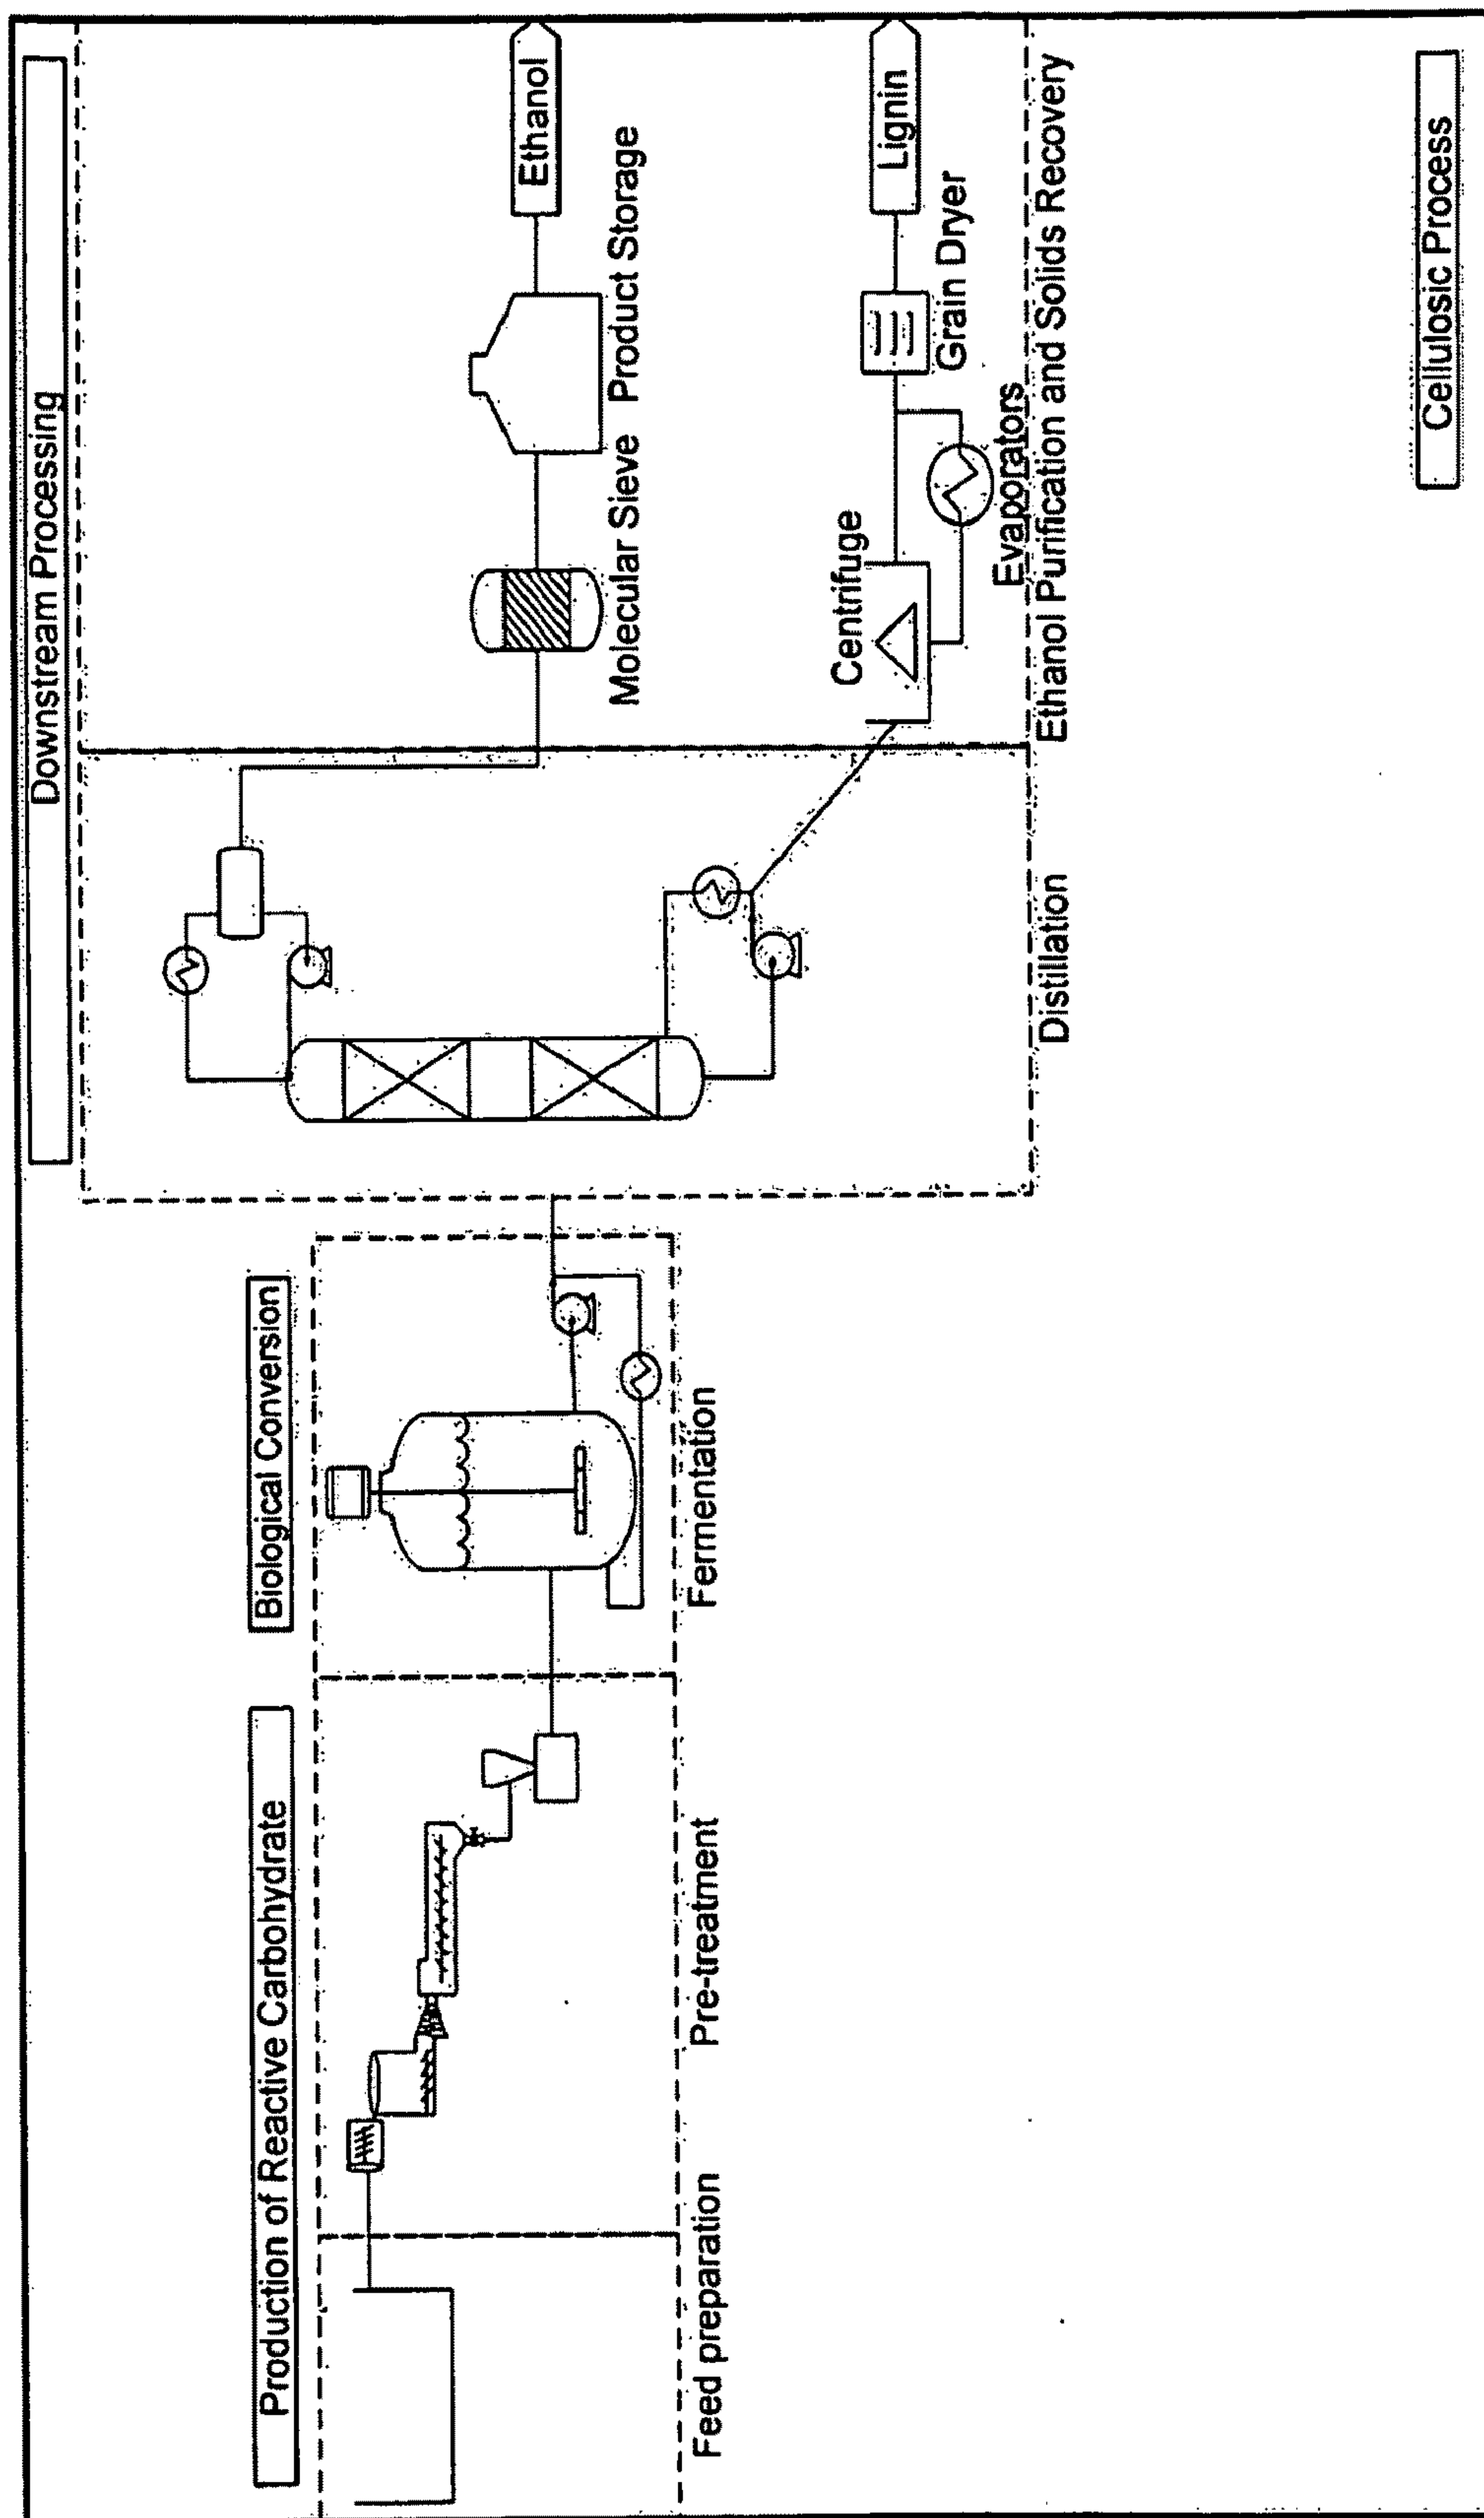 Production of Reactive Carbohydrate
Biological Conversion
Downstream Processing
Feed preparation
Pre-treatment
Fermentation
Distillation
Molecular Sieve
Product Storage
Ethanol
Centrifuge
Evaporators
Grain Dryer
Lignin
Ethanol Purification and Solids Recovery
Cellulosic Process